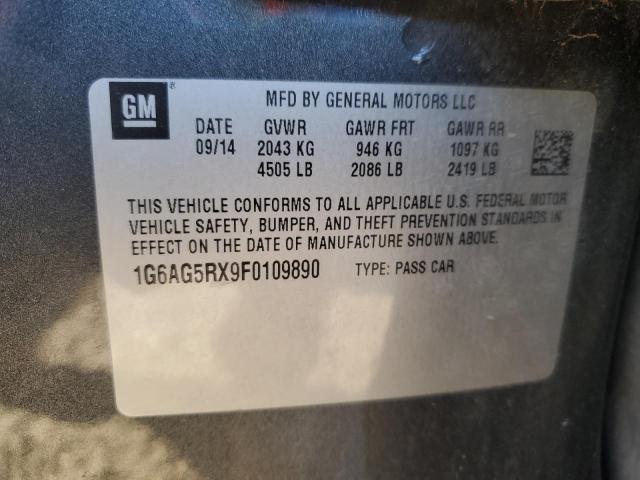 GM ® MFD BY GENERAL MOTORS LLC
DATE GVWR GAWR FRT GAWR RR
09/14 2043 KG 946 KG 1097 KG
4505 LB 2086 LB 2419 LB
THIS VEHICLE CONFORMS TO ALL APPLICABLE U.S. FEDERAL MOTOR
VEHICLE SAFETY, BUMPER, AND THEFT PREVENTION STANDARDS IN
EFFECT ON THE DATE OF MANUFACTURE SHOWN ABOVE.
1G6AG5RX9F0109890 TYPE: PASS CAR